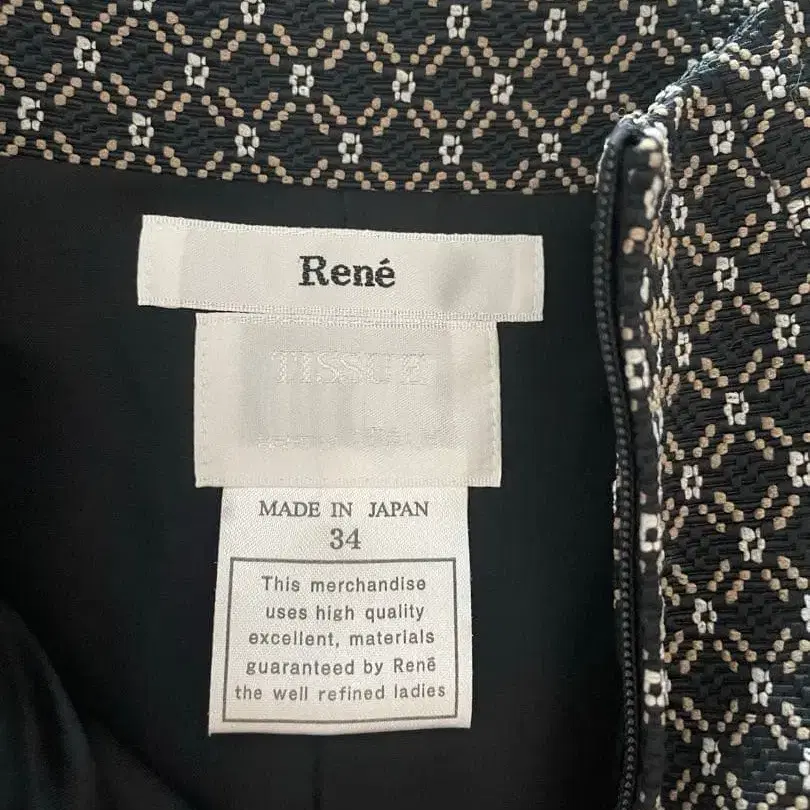 René
TISSUE
MADE IN JAPAN
34
This merchandise
uses high quality
excellent, materials
guaranteed by René
the well refined ladies